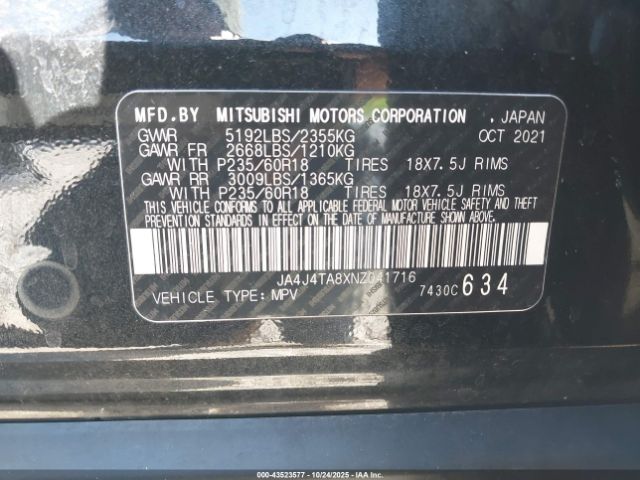 MFD.BY MITSUBISHI MOTORS CORPORATION , JAPAN
GVWR 5192LBS/2355KG OCT 2021
GAWR FR 2668LBS/1210KG
WITH P235/60R18 TIRES 18X7.5J RIMS
GAWR RR 3009LBS/1365KG
WITH P235/60R18 TIRES 18X7.5J RIMS
THIS VEHICLE CONFORMS TO ALL APPLICABLE FEDERAL MOTOR VEHICLE SAFETY AND THEFT
PREVENTION STANDARDS IN EFFECT ON THE DATE OF MANUFACTURE SHOWN ABOVE.
JA4J4TA8XNZ041716
VEHICLE TYPE: MPV 7430C 634
000-43523577 - 10/24/2025 - IAAI, Inc.